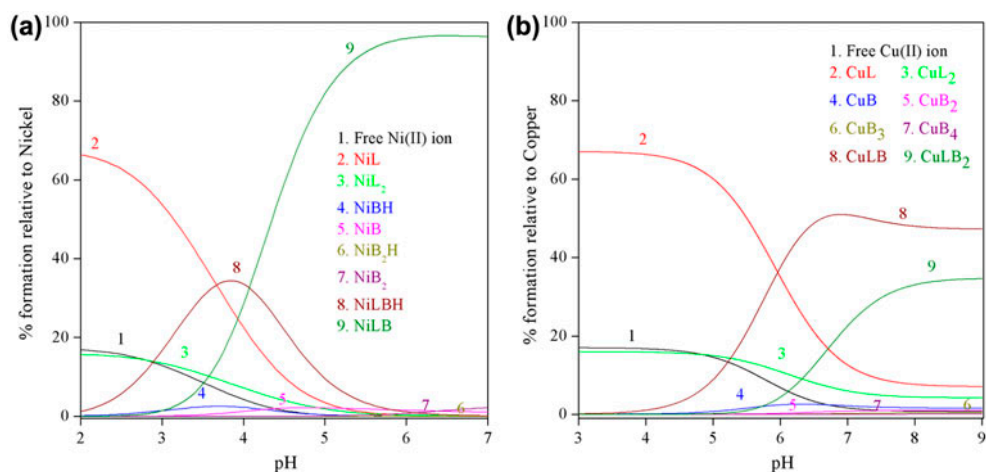 (a)
% formation relative to Nickel
100
80
60
40
20
0
2
3
4
5
6
7
pH
1
2
3
4
5
6
7
8
9
1. Free Ni(II) ion
2. NiL
3. NiL₂
4. NiBH
5. NiB
6. NiB₂H
7. NiB₂
8. NiLBH
9. NiLB
(b)
% formation relative to Copper
100
80
60
40
20
0
3
4
5
6
7
8
9
pH
1
2
3
4
5
6
7
8
9
1. Free Cu(II) ion
2. CuL 3. CuL₂
4. CuB 5. CuB₂
6. CuB₃ 7. CuB₄
8. CuLB 9. CuLB₂